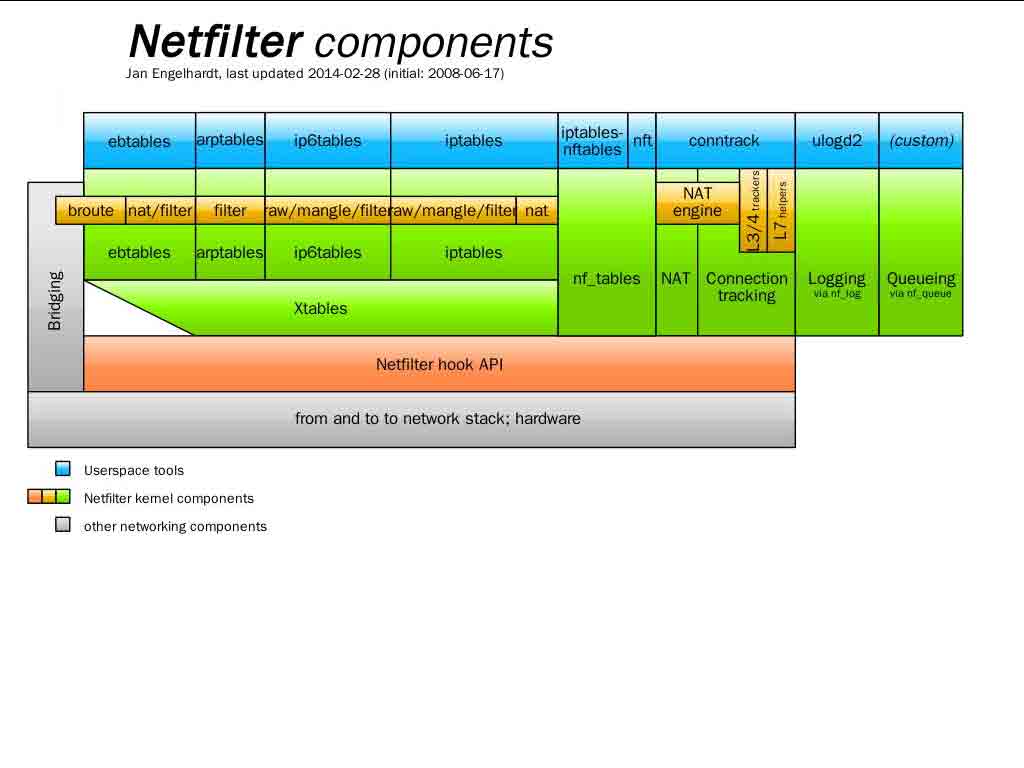 Netfilter components
Jan Engelhardt, last updated 2014-02-28 (initial: 2008-06-17)
ebtables
arptables
ip6tables
iptables
iptables-
nftables
nft
conntrack
ulogd2
(custom)
broute
nat/filter
filter
raw/mangle/filter
raw/mangle/filter
nat
NAT
engine
L3/4 trackers
L7 helpers
ebtables
arptables
ip6tables
iptables
nf_tables
NAT
Connection
tracking
Logging
via nf_log
Queueing
via nf_queue
Bridging
Xtables
Netfilter hook API
from and to to network stack; hardware
Userspace tools
Netfilter kernel components
other networking components